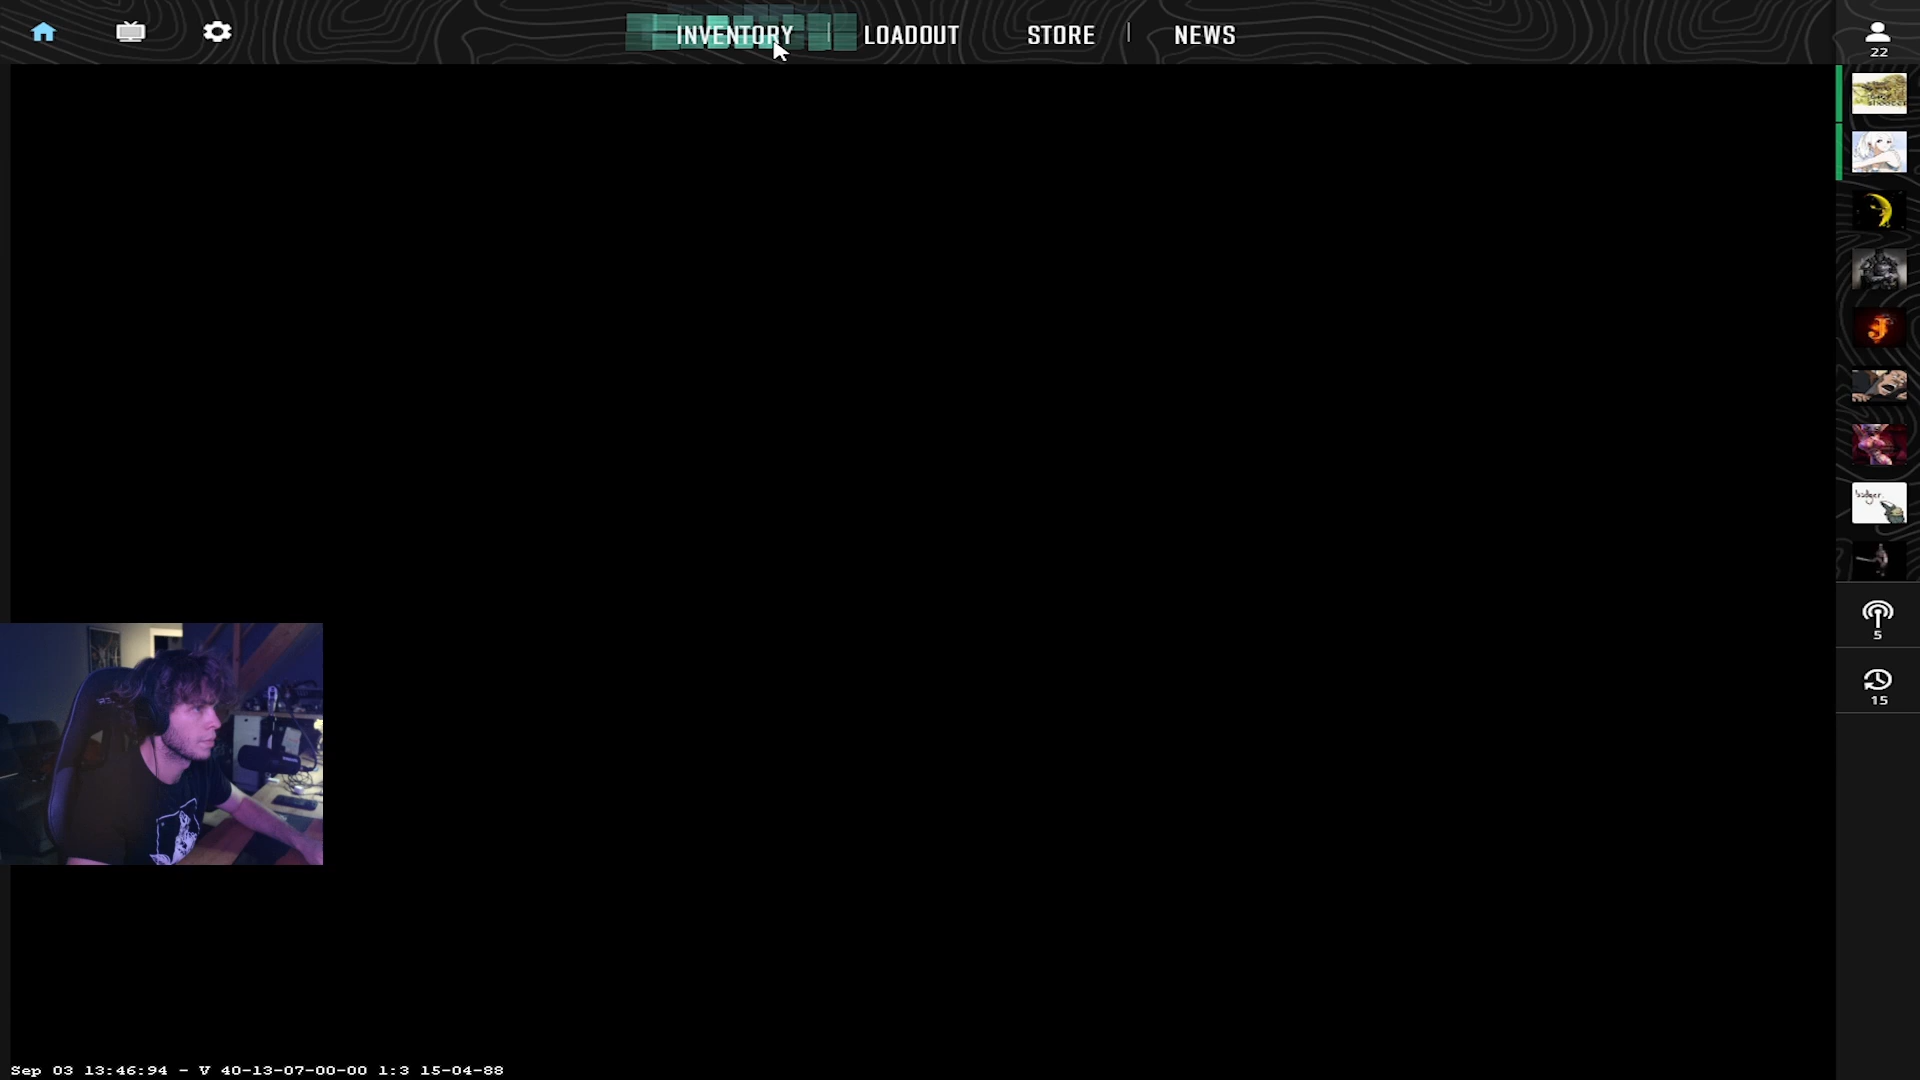 INVENTORY LOADOUT STORE NEWS
22
badger.
5
15
Sep 03 13:46:94 - V 40-13-07-00-00 1:3 15-04-88